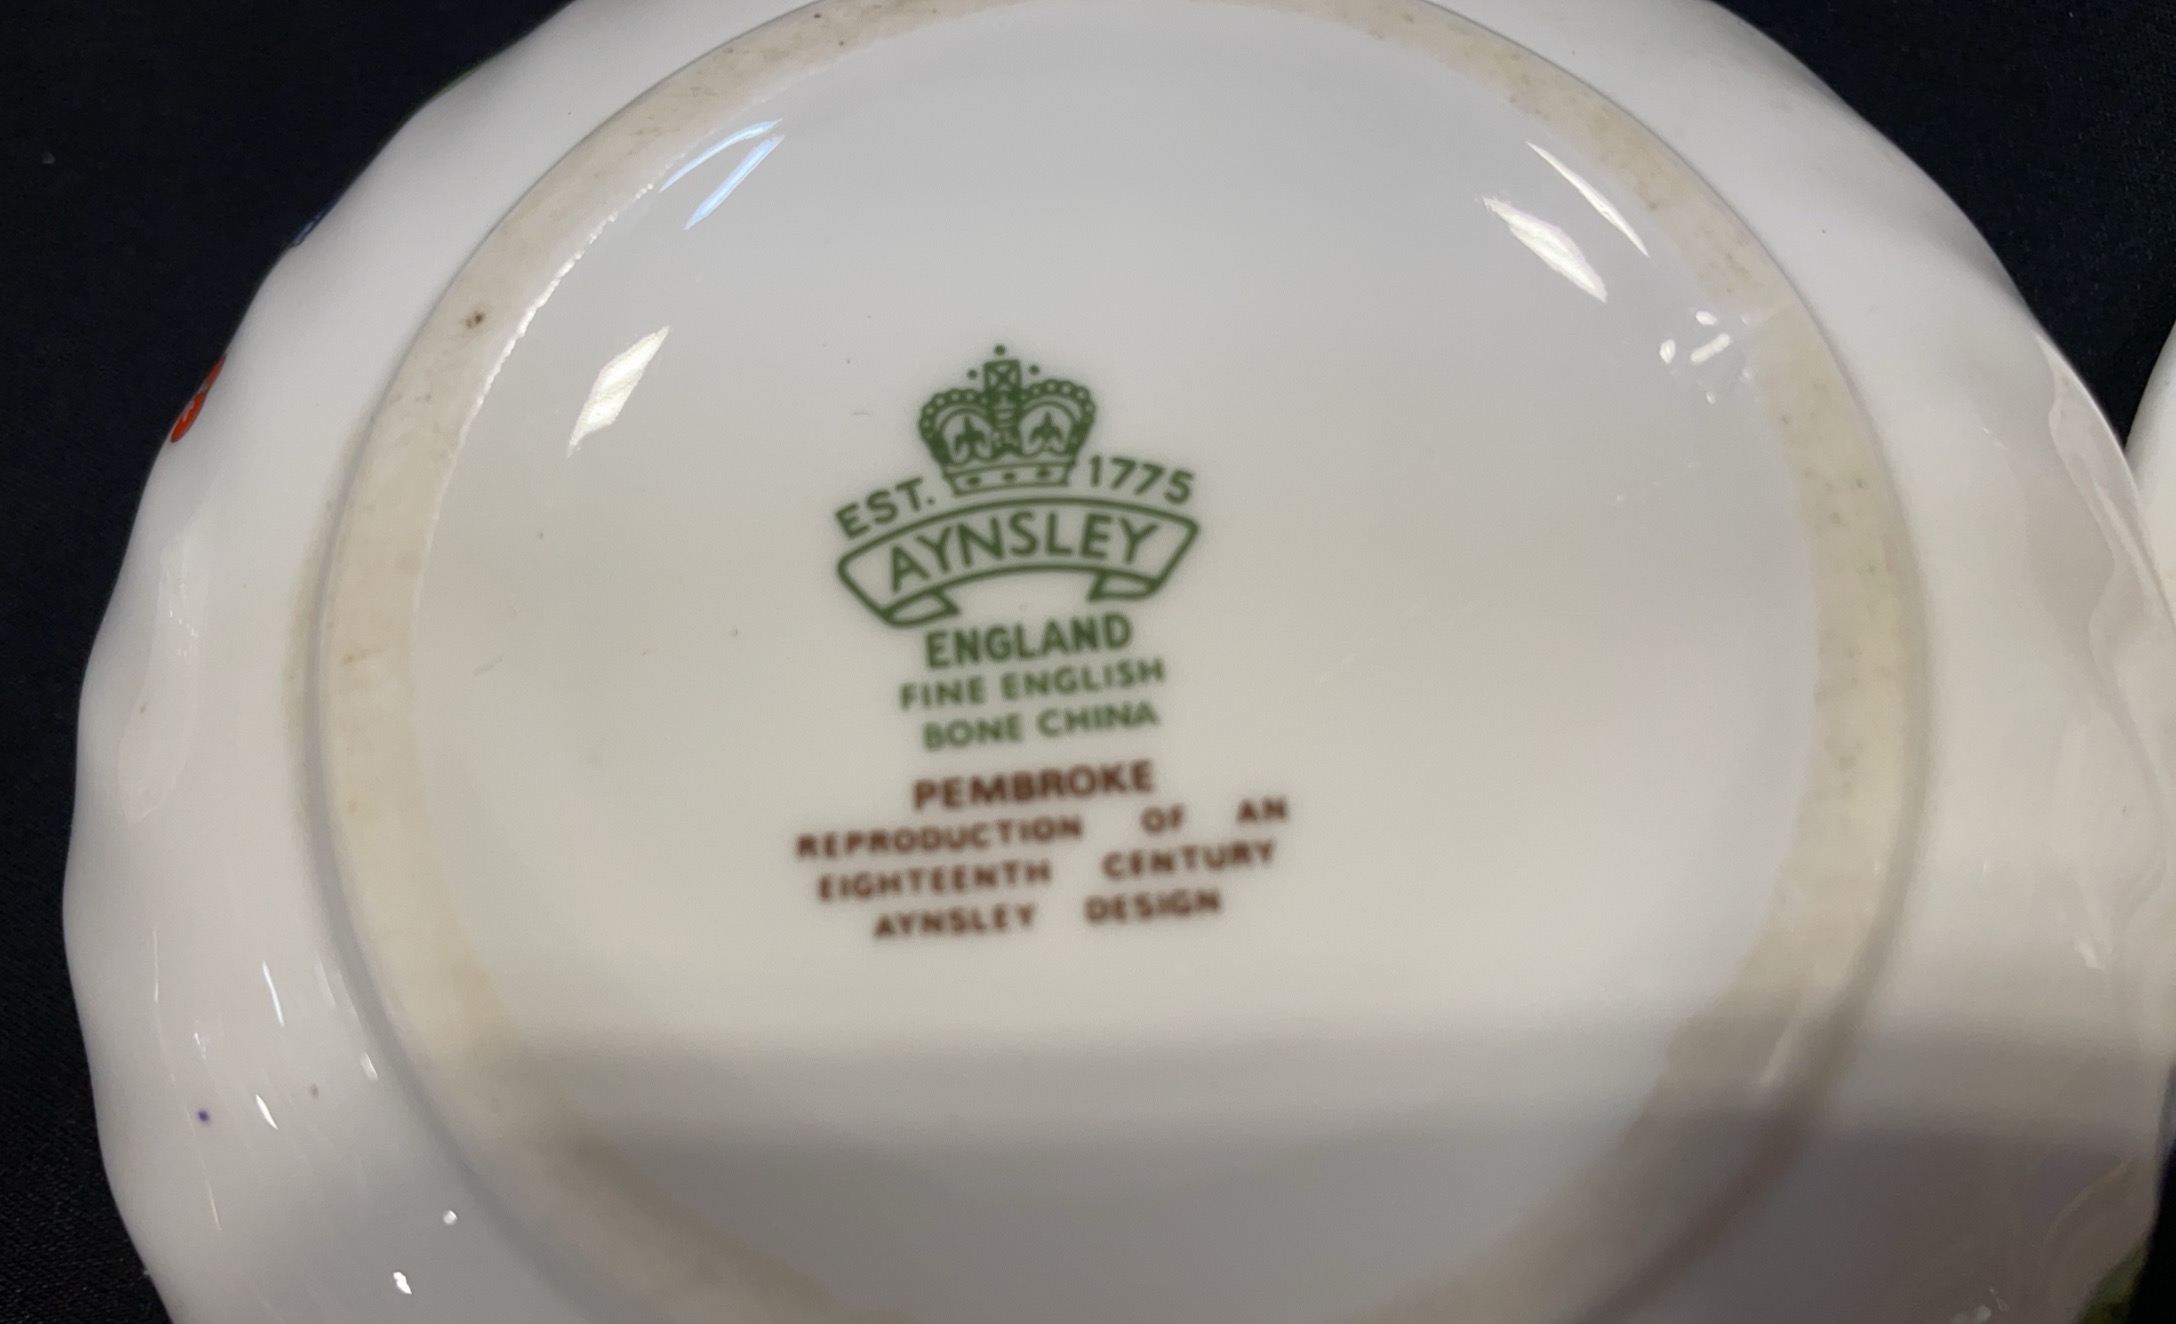 EST. 1775
AYNSLEY
ENGLAND
FINE ENGLISH
BONE CHINA
PEMBROKE
REPRODUCTION OF AN
EIGHTEENTH CENTURY
AYNSLEY DESIGN